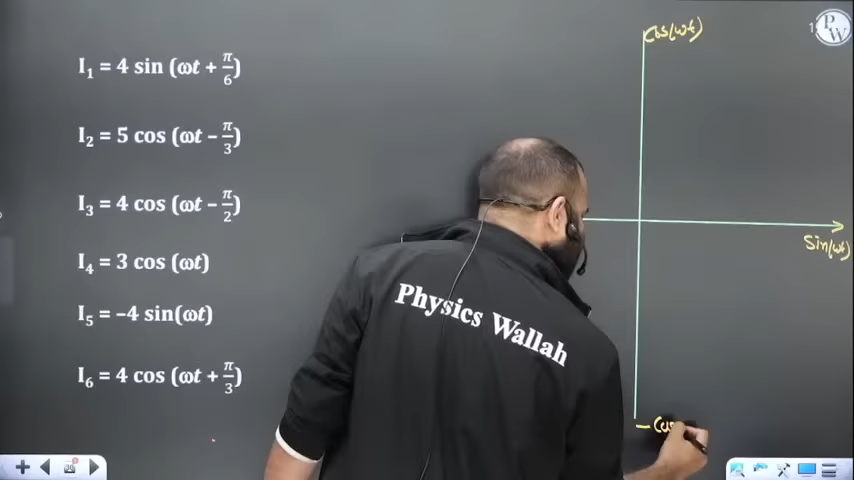 I₁ = 4 sin (ωt + π/6)
I₂ = 5 cos (ωt − π/3)
I₃ = 4 cos (ωt − π/2)
I₄ = 3 cos (ωt)
I₅ = −4 sin(ωt)
I₆ = 4 cos (ωt + π/3)
Cos(ωt)
Sin(ωt)
Physics Wallah
PW